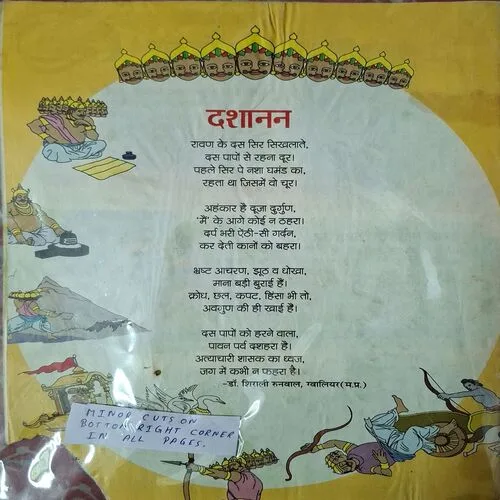 दशानन
रावण के दस सिर सिखलाते,
दस पापों से रहना दूर।
पहले सिर पे नशा घमंड का,
रहता था जिसमें वो चूर।
अहंकार है दूजा दुर्गुण,
'मैं' के आगे कोई न ठहरा।
दर्प भरी ऐंठी-सी गर्दन,
कर देती कानों को बहरा।
भ्रष्ट आचरण, झूठ व धोखा,
माना बड़ी बुराई हैं।
क्रोध, छल, कपट, हिंसा भी तो,
अवगुण की ही खाई हैं।
दस पापों को हरने वाला,
पावन पर्व दशहरा है।
अत्याचारी शासक का ध्वज,
जग में कभी न फहरा है।
-डॉ. शिराली रुनवाल, ग्वालियर(म.प्र.)
MINOR CUTS ON
BOTTOM RIGHT CORNER
IN ALL PAGES.